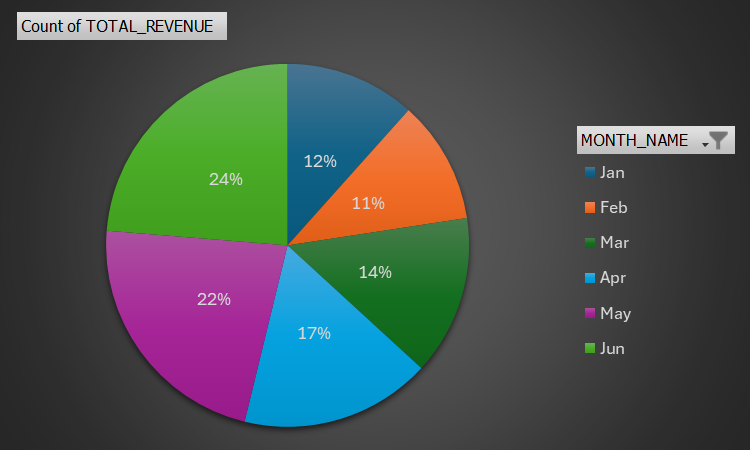 Count of TOTAL_REVENUE
12%
11%
14%
17%
22%
24%
MONTH_NAME
Jan
Feb
Mar
Apr
May
Jun